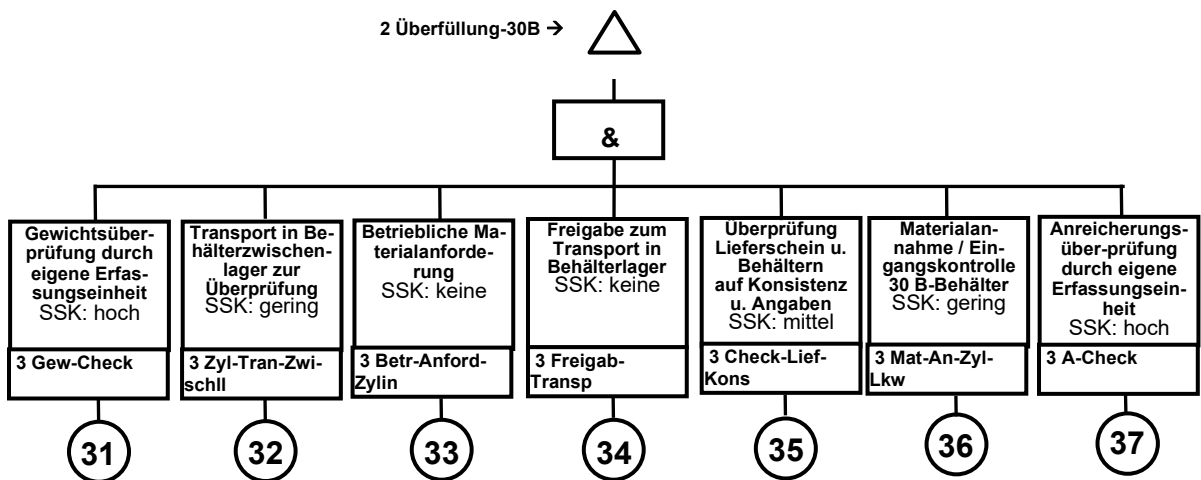 2 Überfüllung-30B →
&
Gewichtsüber-
prüfung durch
eigene Erfas-
sungseinheit
SSK: hoch
3 Gew-Check
31
Transport in Be-
hälterzwischen-
lager zur
Überprüfung
SSK: gering
3 Zyl-Tran-Zwi-
schll
32
Betriebliche Ma-
terialanforde-
rung
SSK: keine
3 Betr-Anford-
Zylin
33
Freigabe zum
Transport in
Behälterlager
SSK: keine
3 Freigab-
Transp
34
Überprüfung
Lieferschein u.
Behältern
auf Konsistenz
u. Angaben
SSK: mittel
3 Check-Lief-
Kons
35
Materialan-
nahme / Ein-
gangskontrolle
30 B-Behälter
SSK: gering
3 Mat-An-Zyl-
Lkw
36
Anreicherungs-
über-prüfung
durch eigene
Erfassungsein-
heit
SSK: hoch
3 A-Check
37